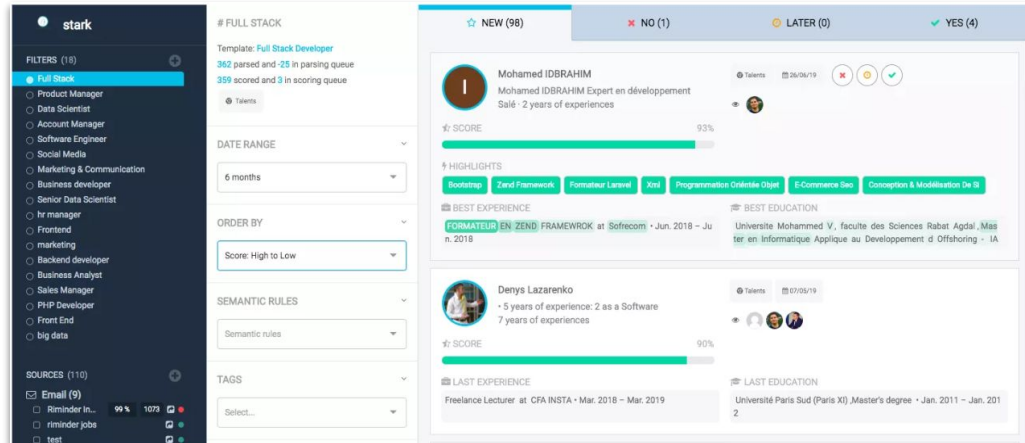 stark
FILTERS (18)
Full Stack
Product Manager
Data Scientist
Account Manager
Software Engineer
Social Media
Marketing & Communication
Business developer
Senior Data Scientist
hr manager
Frontend
marketing
Backend developer
Business Analyst
Sales Manager
PHP Developer
Front End
big data
SOURCES (110)
Email (9)
Riminder In... 99 % 1073
riminder jobs
test
# FULL STACK
Template: Full Stack Developer
362 parsed and -25 in parsing queue
359 scored and 3 in scoring queue
Talents
DATE RANGE
6 months
ORDER BY
Score: High to Low
SEMANTIC RULES
Semantic rules
TAGS
Select...
NEW (98)
NO (1)
LATER (0)
YES (4)
I
Mohamed IDBRAHIM
Mohamed IDBRAHIM Expert en développement
Salé · 2 years of experiences
Talents 26/06/19
SCORE 93%
HIGHLIGHTS
Bootstrap Zend Framework Formateur Laravel Xml Programmation Oriéntée Objet E-Commerce Seo Conception & Modélisation De Si
BEST EXPERIENCE
FORMATEUR EN ZEND FRAMEWROK at Sofrecom • Jun. 2018 – Ju
n. 2018
BEST EDUCATION
Universite Mohammed V, faculte des Sciences Rabat Agdal , Mas
ter en Informatique Applique au Developpement d Offshoring - IA
Denys Lazarenko
• 5 years of experience: 2 as a Software
7 years of experiences
Talents 07/05/19
SCORE 90%
LAST EXPERIENCE
Freelance Lecturer at CFA INSTA • Mar. 2018 – Mar. 2019
LAST EDUCATION
Université Paris Sud (Paris XI) ,Master's degree • Jan. 2011 – Jan. 201
2